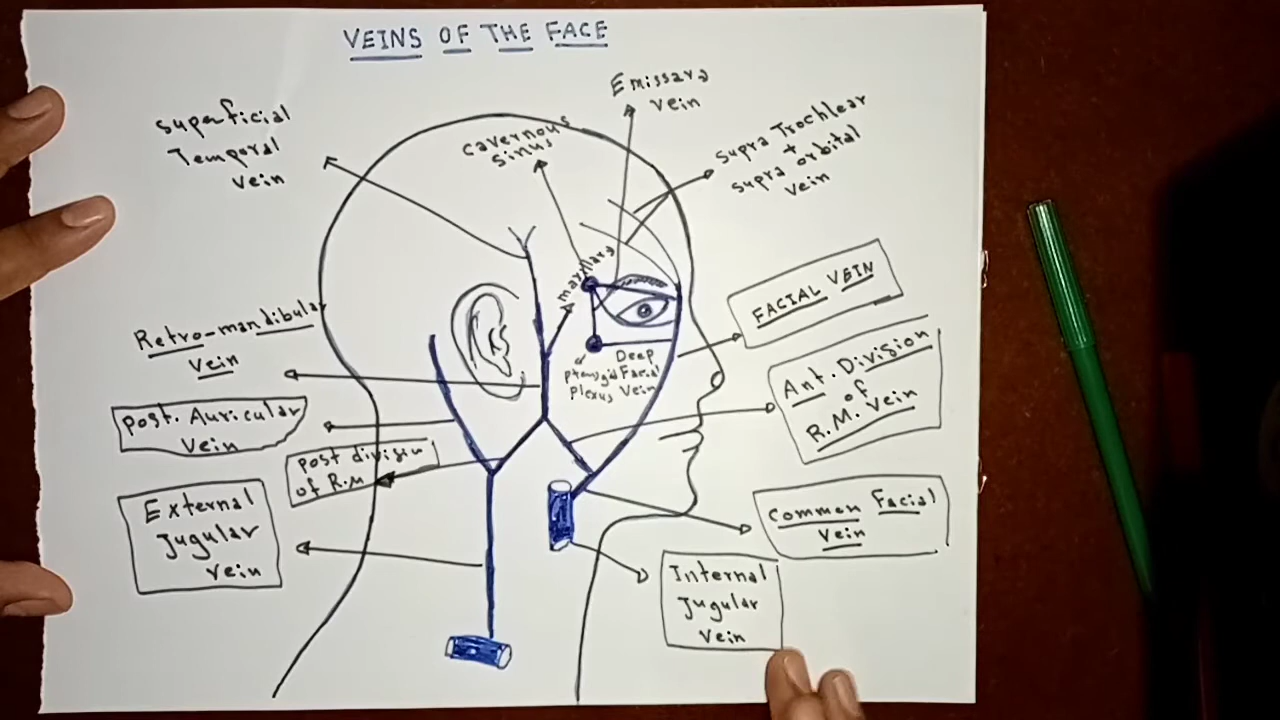 VEINS OF THE FACE
Superficial
Temporal
vein
cavernous
sinus
Emissary
vein
Supra Trochlear
+
supra orbital
vein
maxillary
FACIAL VEIN
Retro-mandibular
vein
Deep
Facial
Vein
Plexus
Ant. Division
of
R.M. Vein
Post. Auricular
Vein
post division
of R.M
External
Jugular
vein
Common Facial
Vein
Internal
Jugular
Vein